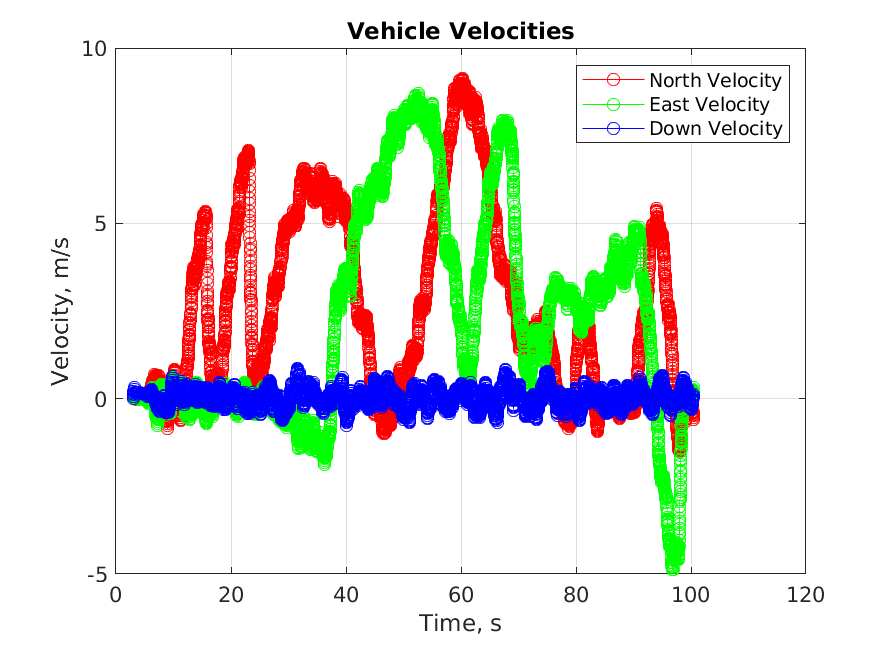 Vehicle Velocities
10
5
0
-5
Velocity, m/s
North Velocity
East Velocity
Down Velocity
0 20 40 60 80 100 120
Time, s